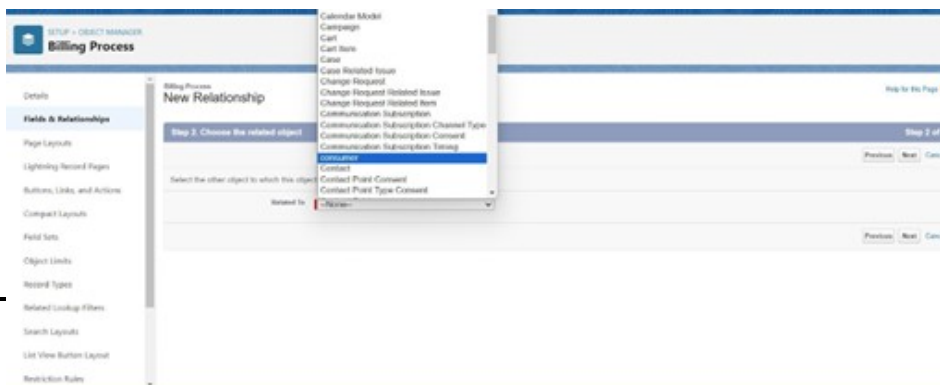 SETUP > OBJECT MANAGER
Billing Process
Details
Fields & Relationships
Page Layouts
Lightning Record Pages
Buttons, Links, and Actions
Compact Layouts
Field Sets
Object Limits
Record Types
Related Lookup Filters
Search Layouts
List View Button Layout
Restriction Rules
Billing Process
New Relationship
Help for this Page
Step 2. Choose the related object
Step 2 of
Previous Next
Select the other object to which this object
Related To --None--
Calendar Model
Campaign
Cart
Cart Item
Case
Case Related Issue
Change Request
Change Request Related Issue
Change Request Related Item
Communication Subscription
Communication Subscription Channel Type
Communication Subscription Consent
Communication Subscription Timing
consumer
Contact
Contact Point Consent
Contact Point Type Consent
Previous Next